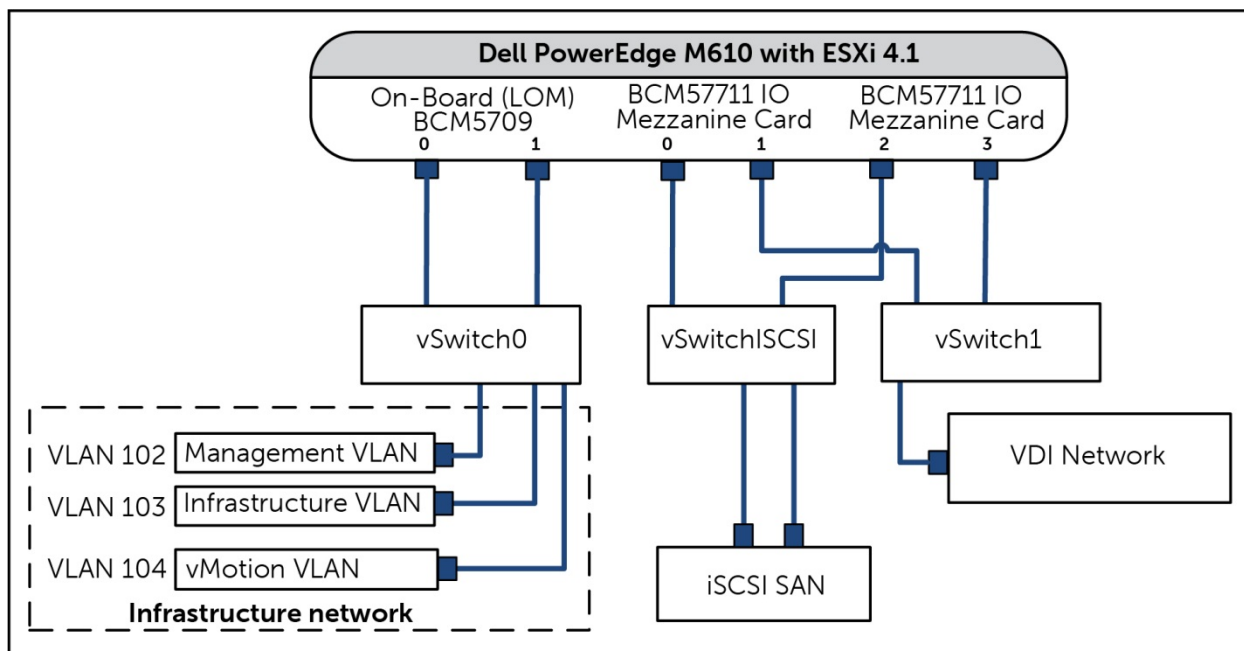 Dell PowerEdge M610 with ESXi 4.1
On-Board (LOM)
BCM5709
BCM57711 IO
Mezzanine Card
BCM57711 IO
Mezzanine Card
0 1 0 1 2 3
vSwitch0
vSwitchISCSI
vSwitch1
VLAN 102 Management VLAN
VLAN 103 Infrastructure VLAN
VLAN 104 vMotion VLAN
Infrastructure network
iSCSI SAN
VDI Network